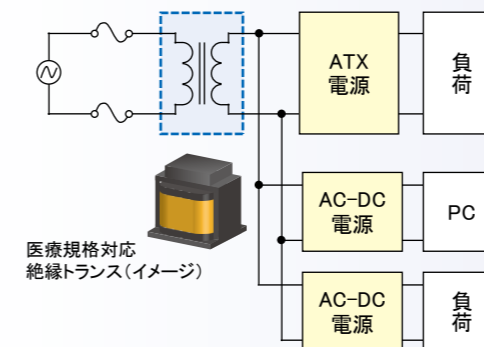 ATX
電源
負
荷
AC-DC
電源
PC
医療規格対応
絶縁トランス(イメージ)
AC-DC
電源
負
荷